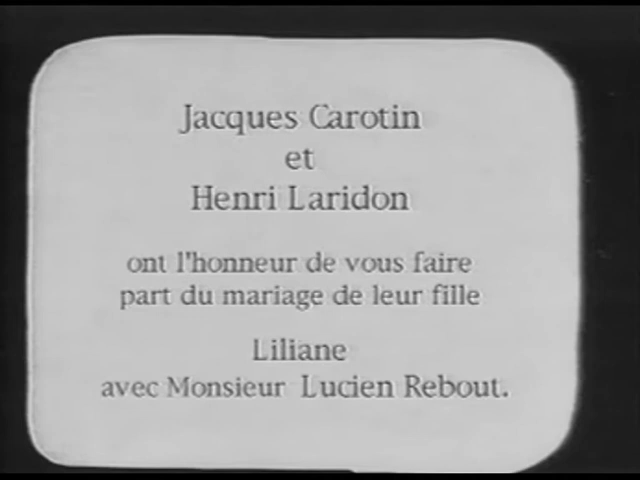 Jacques Carotin
et
Henri Laridon
ont l'honneur de vous faire
part du mariage de leur fille
Liliane
avec Monsieur Lucien Rebout.